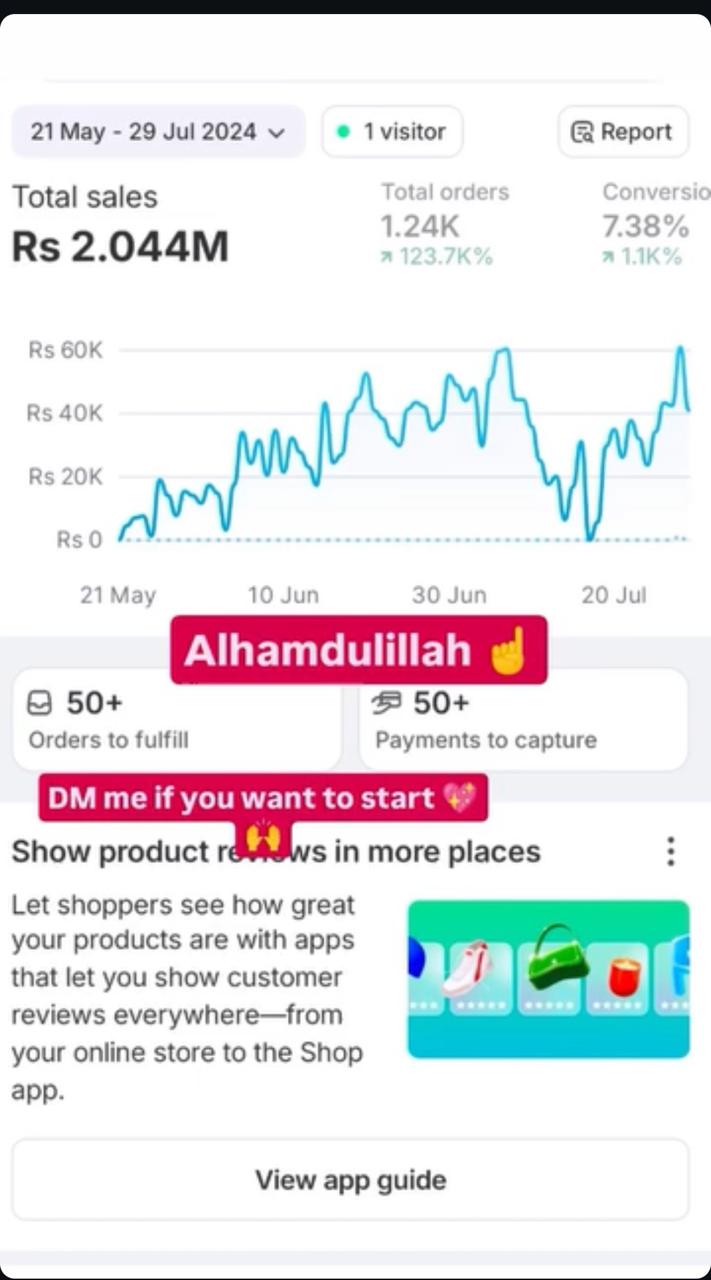 21 May - 29 Jul 2024
1 visitor
Report
Total sales
Rs 2.044M
Total orders
1.24K
↗ 123.7K%
Conversio
7.38%
↗ 1.1K%
Rs 60K
Rs 40K
Rs 20K
Rs 0
21 May
10 Jun
30 Jun
20 Jul
Alhamdulillah ☝️
50+
Orders to fulfill
50+
Payments to capture
DM me if you want to start 💖
🙌
Show product re ws in more places
Let shoppers see how great
your products are with apps
that let you show customer
reviews everywhere—from
your online store to the Shop
app.
View app guide